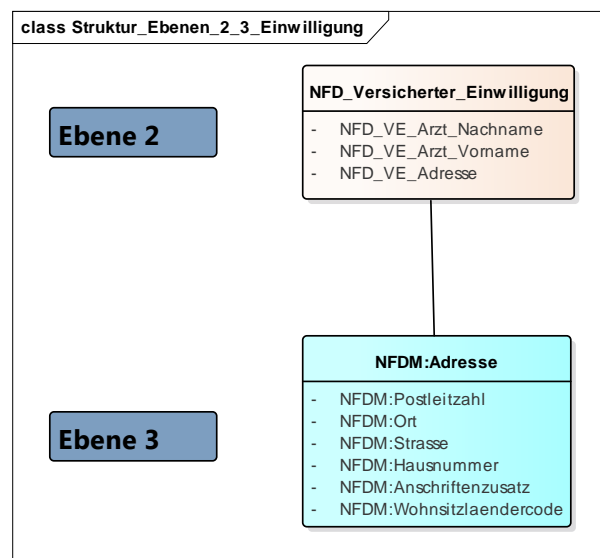 class Struktur_Ebenen_2_3_Einwilligung
Ebene 2
NFD_Versicherter_Einwilligung
- NFD_VE_Arzt_Nachname
- NFD_VE_Arzt_Vorname
- NFD_VE_Adresse
Ebene 3
NFDM:Adresse
- NFDM:Postleitzahl
- NFDM:Ort
- NFDM:Strasse
- NFDM:Hausnummer
- NFDM:Anschriftenzusatz
- NFDM:Wohnsitzlaendercode